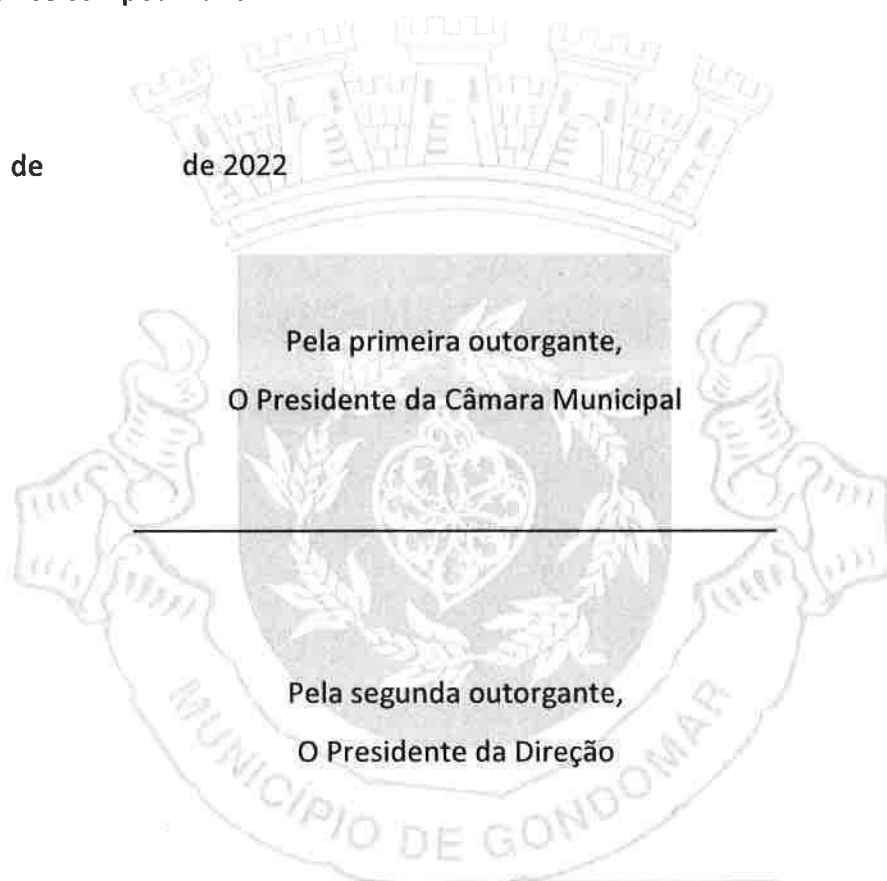 de de 2022
Pela primeira outorgante,
O Presidente da Câmara Municipal
Pela segunda outorgante,
O Presidente da Direção
MUNICÍPIO DE GONDOMAR